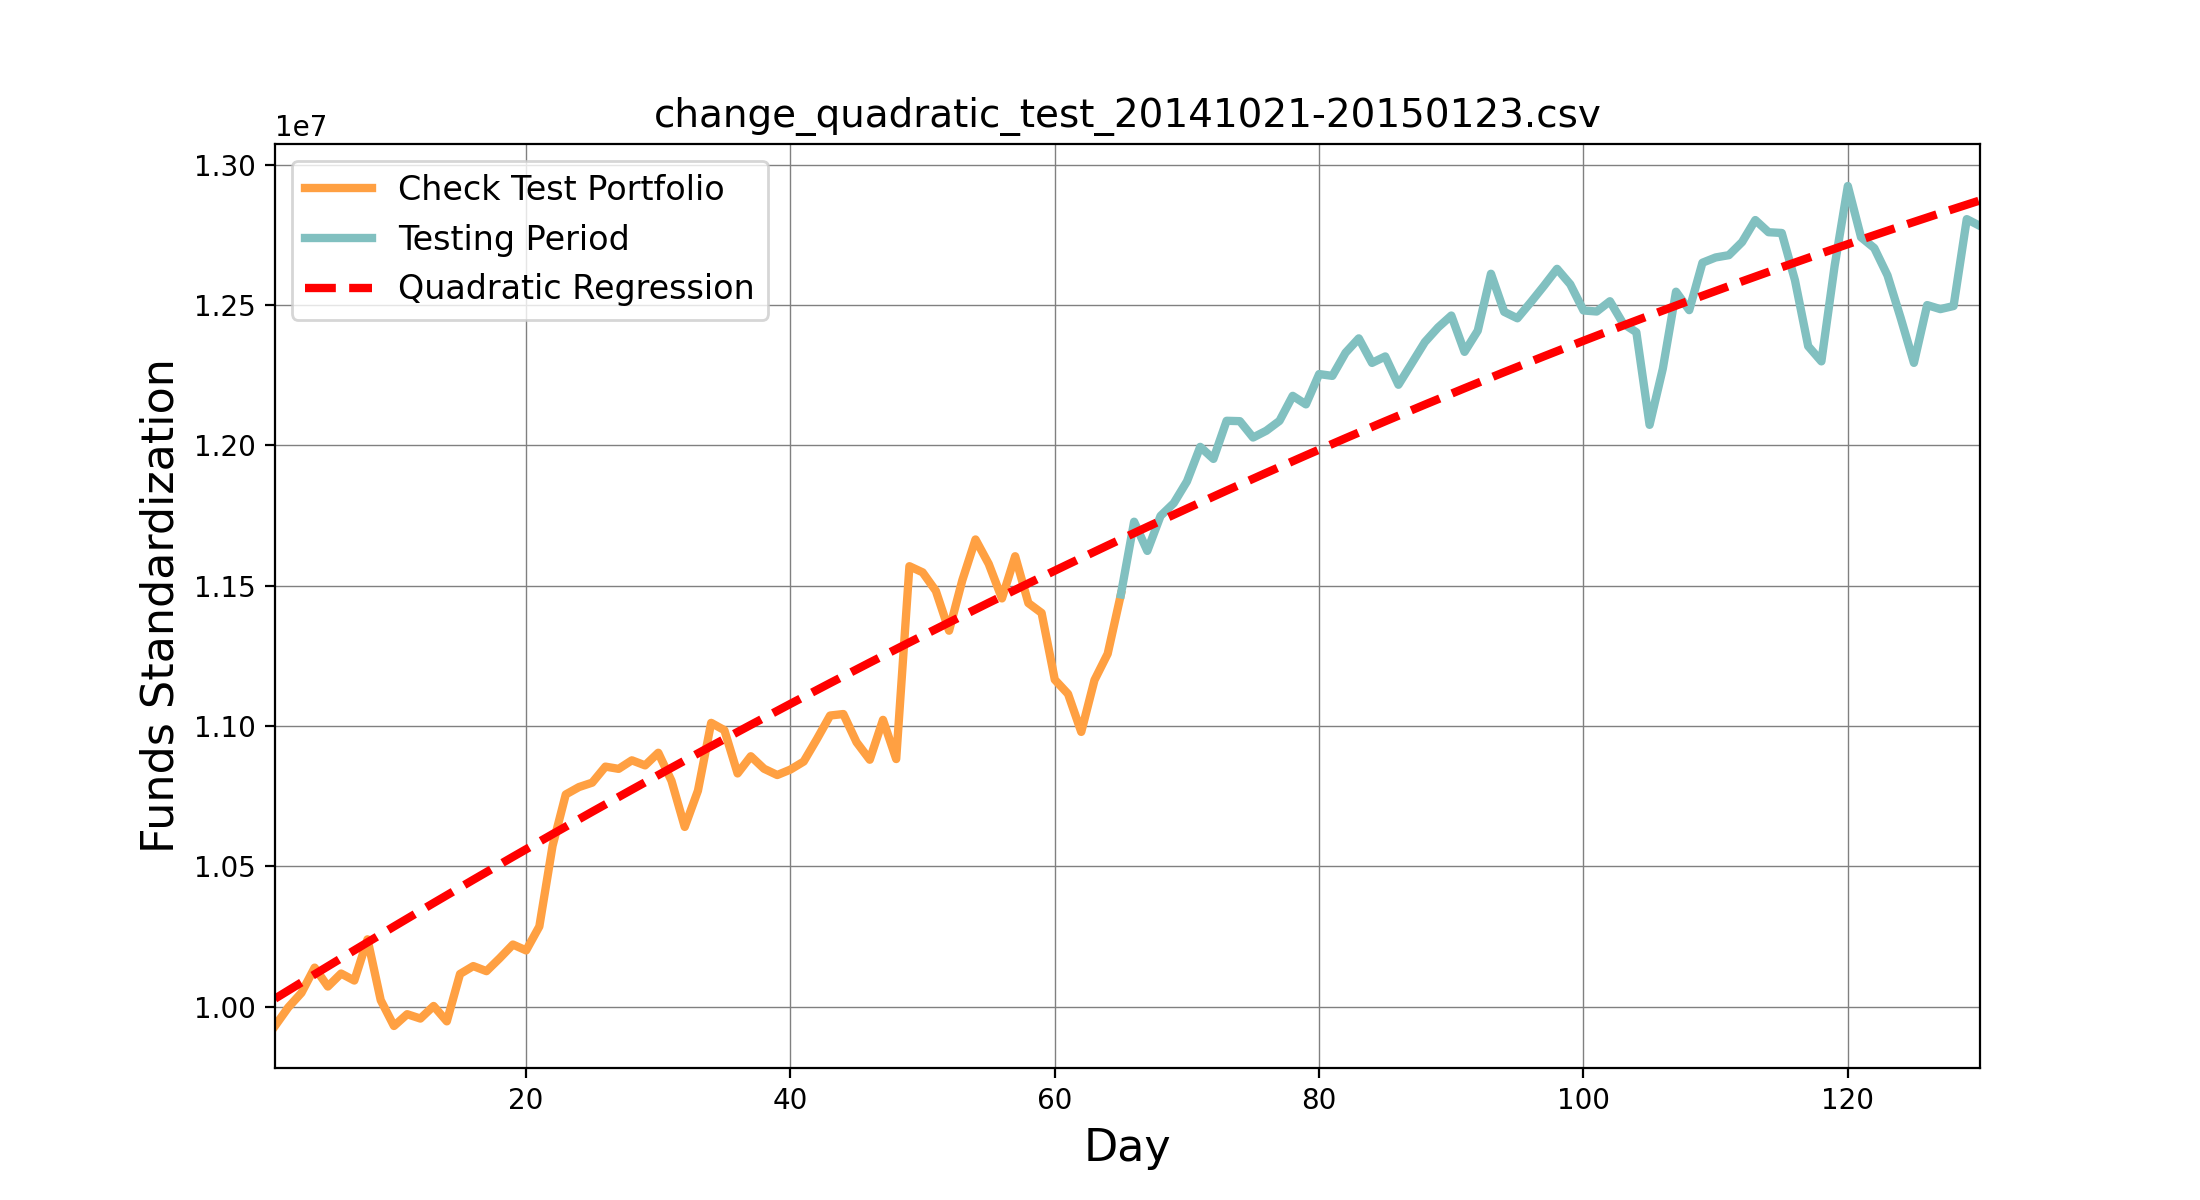 change_quadratic_test_20141021-20150123.csv
1e7
1.30
1.25
1.20
1.15
1.10
1.05
1.00
Check Test Portfolio
Testing Period
Quadratic Regression
Funds Standardization
20 40 60 80 100 120
Day